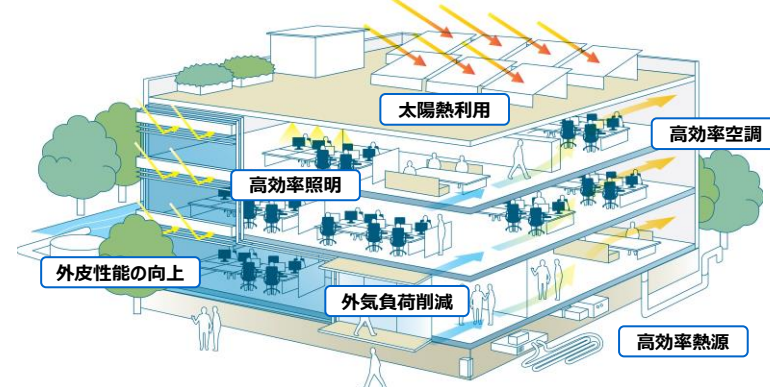 太陽熱利用
高効率空調
高効率照明
外皮性能の向上
外気負荷削減
高効率熱源